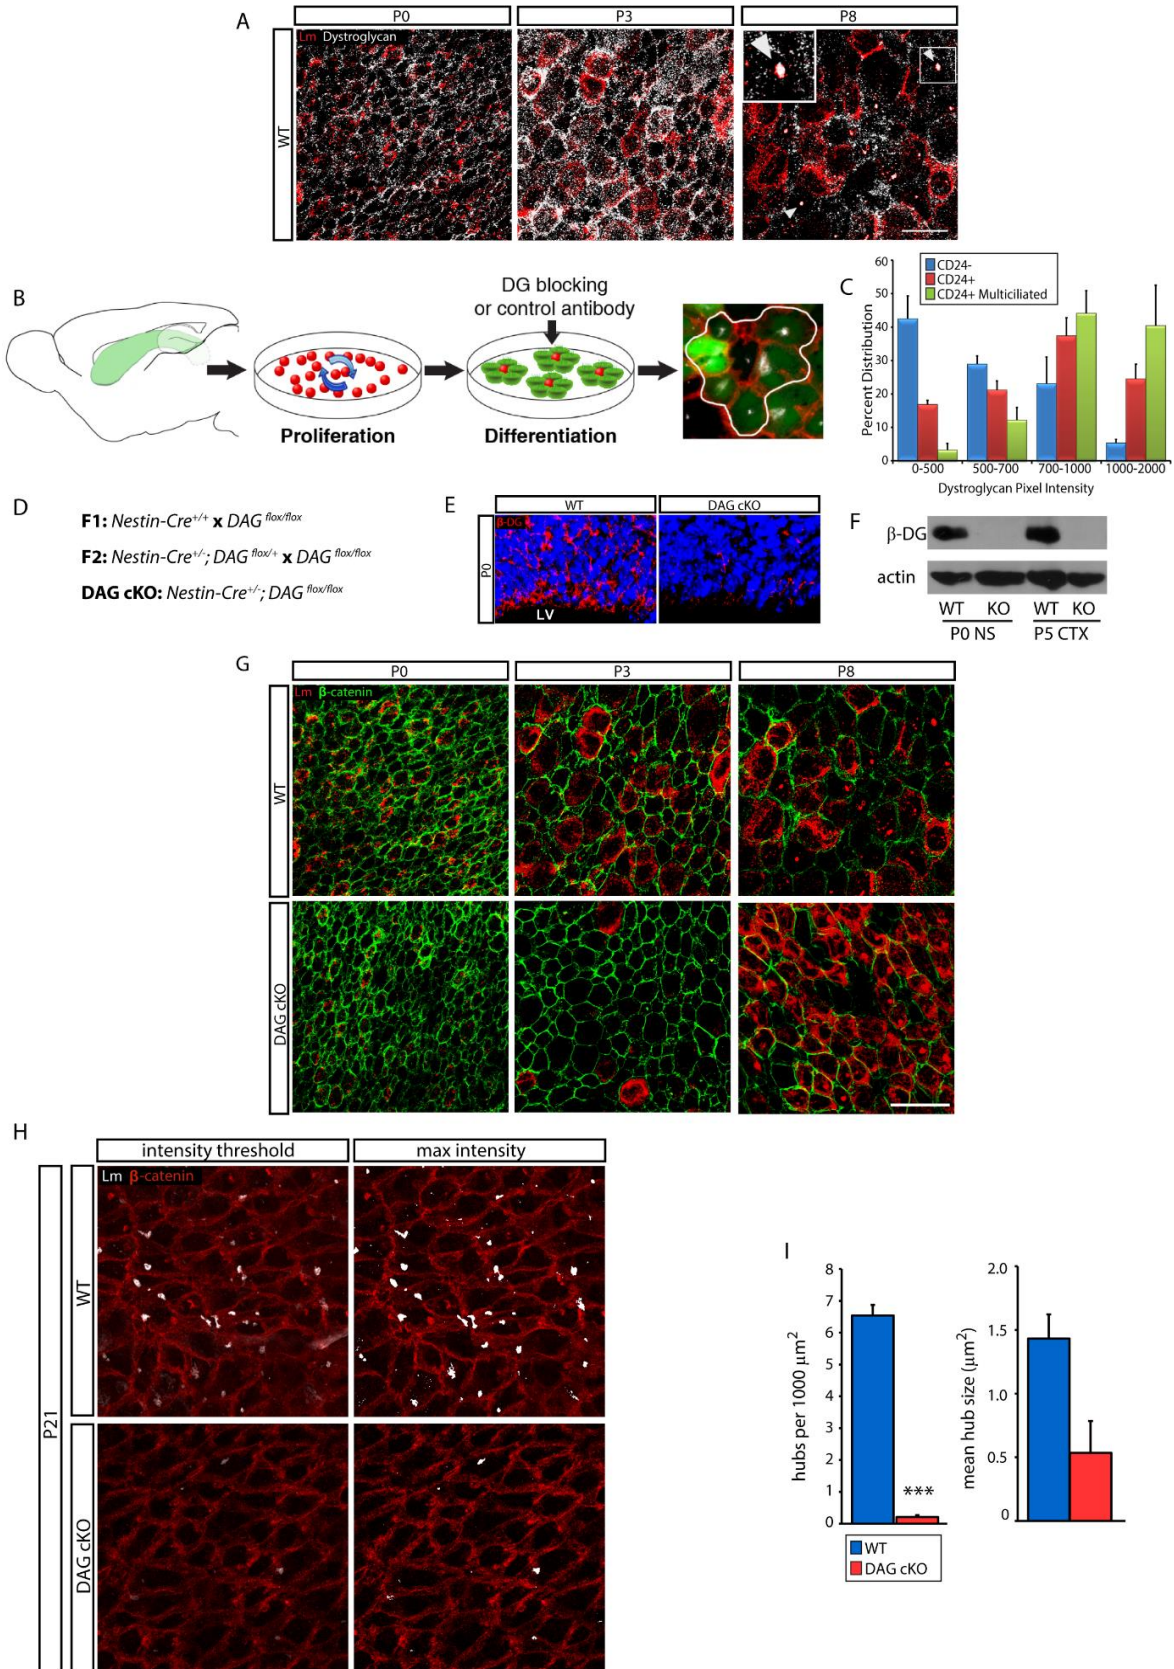 A
P0
P3
P8
Lm Dystroglycan
WT
B
DG blocking
or control antibody
Proliferation
Differentiation
C
CD24-
CD24+
CD24+ Multiciliated
Percent Distribution
60
50
40
30
20
10
0
0-500
500-700
700-1000
1000-2000
Dystroglycan Pixel Intensity
D
F1: Nestin-Cre+/+ x DAG flox/flox
F2: Nestin-Cre+/-; DAG flox/+ x DAG flox/flox
DAG cKO: Nestin-Cre+/-; DAG flox/flox
E
WT
DAG cKO
β-DG
P0
LV
F
β-DG
actin
WT KO WT KO
P0 NS P5 CTX
G
P0
P3
P8
Lm β-catenin
WT
DAG cKO
H
intensity threshold
max intensity
Lm β-catenin
P21
WT
DAG cKO
I
hubs per 1000 μm²
8
7
6
5
4
3
2
1
0
***
WT
DAG cKO
mean hub size (μm²)
2.0
1.5
1.0
0.5
0